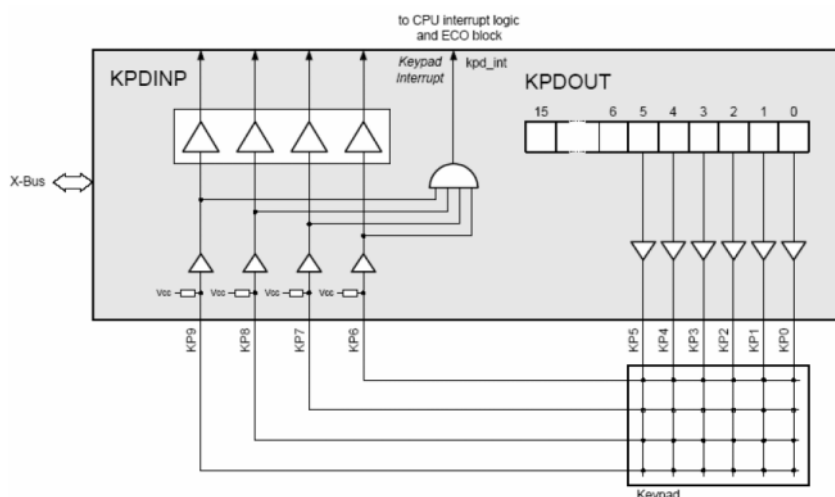 to CPU interrupt logic
and ECO block
KPDINP
Keypad
Interrupt
kpd_int
KPDOUT
15 6 5 4 3 2 1 0
X-Bus
Vcc Vcc Vcc Vcc
KP9 KP8 KP7 KP6 KP5 KP4 KP3 KP2 KP1 KP0
Keypad